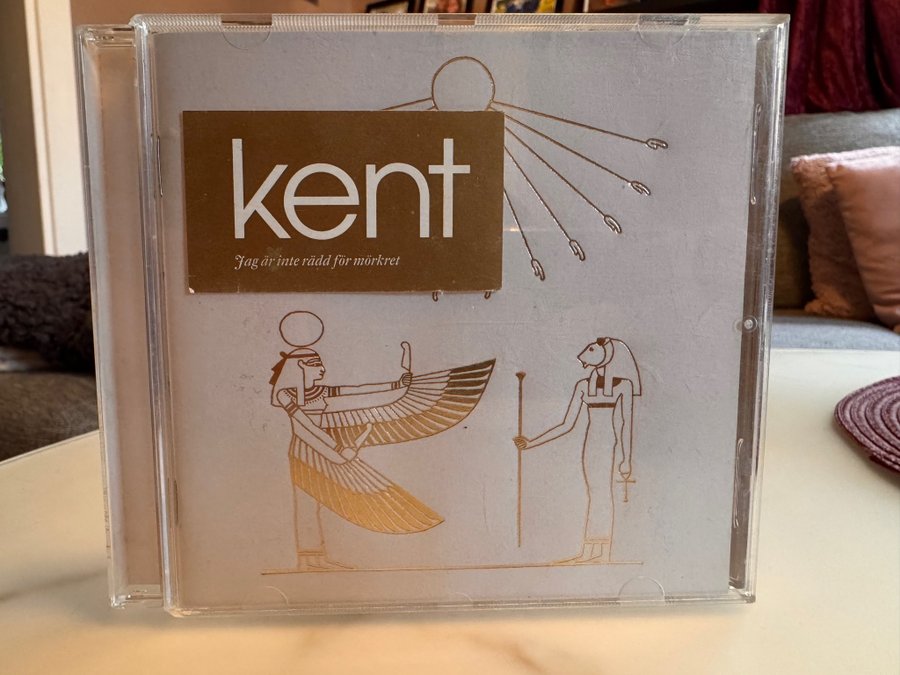 kent
Jag är inte rädd för mörkret